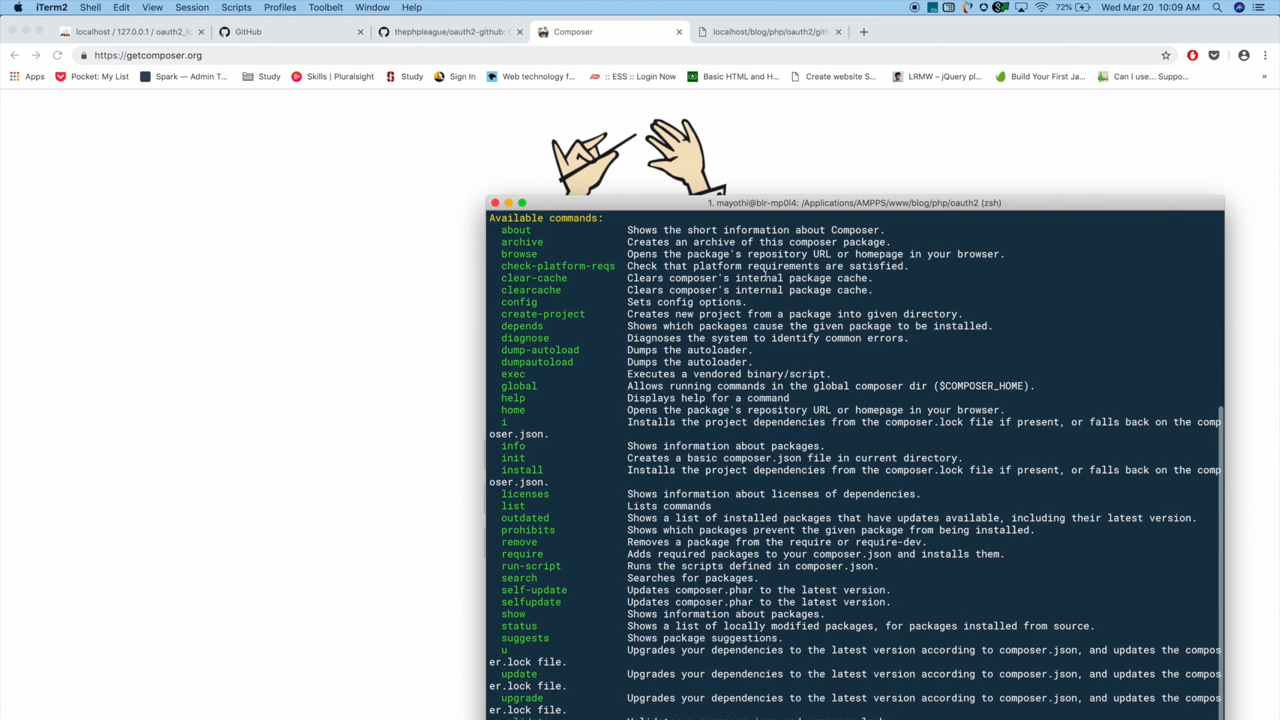 iTerm2 Shell Edit View Session Scripts Profiles Toolbelt Window Help 72% Wed Mar 20 10:09 AM
localhost / 127.0.0.1 / oauth2_lo GitHub thephpleague/oauth2-github: Composer localhost/blog/php/oauth2/gith
https://getcomposer.org
Apps Pocket: My List Spark — Admin T... Study Skills | Pluralsight Study Sign In Web technology f... :: ESS :: Login Now Basic HTML and H... Create website S... LRMW – jQuery pl... Build Your First Ja... Can I use... Suppo... »
1. mayothi@blr-mp0l4: /Applications/AMPPS/www/blog/php/oauth2 (zsh)
Available commands:
about Shows the short information about Composer.
archive Creates an archive of this composer package.
browse Opens the package's repository URL or homepage in your browser.
check-platform-reqs Check that platform requirements are satisfied.
clear-cache Clears composer's internal package cache.
clearcache Clears composer's internal package cache.
config Sets config options.
create-project Creates new project from a package into given directory.
depends Shows which packages cause the given package to be installed.
diagnose Diagnoses the system to identify common errors.
dump-autoload Dumps the autoloader.
dumpautoload Dumps the autoloader.
exec Executes a vendored binary/script.
global Allows running commands in the global composer dir ($COMPOSER_HOME).
help Displays help for a command
home Opens the package's repository URL or homepage in your browser.
i Installs the project dependencies from the composer.lock file if present, or falls back on the comp
oser.json.
info Shows information about packages.
init Creates a basic composer.json file in current directory.
install Installs the project dependencies from the composer.lock file if present, or falls back on the comp
oser.json.
licenses Shows information about licenses of dependencies.
list Lists commands
outdated Shows a list of installed packages that have updates available, including their latest version.
prohibits Shows which packages prevent the given package from being installed.
remove Removes a package from the require or require-dev.
require Adds required packages to your composer.json and installs them.
run-script Runs the scripts defined in composer.json.
search Searches for packages.
self-update Updates composer.phar to the latest version.
selfupdate Updates composer.phar to the latest version.
show Shows information about packages.
status Shows a list of locally modified packages, for packages installed from source.
suggests Shows package suggestions.
u Upgrades your dependencies to the latest version according to composer.json, and updates the compos
er.lock file.
update Upgrades your dependencies to the latest version according to composer.json, and updates the compos
er.lock file.
upgrade Upgrades your dependencies to the latest version according to composer.json, and updates the compos
er.lock file.